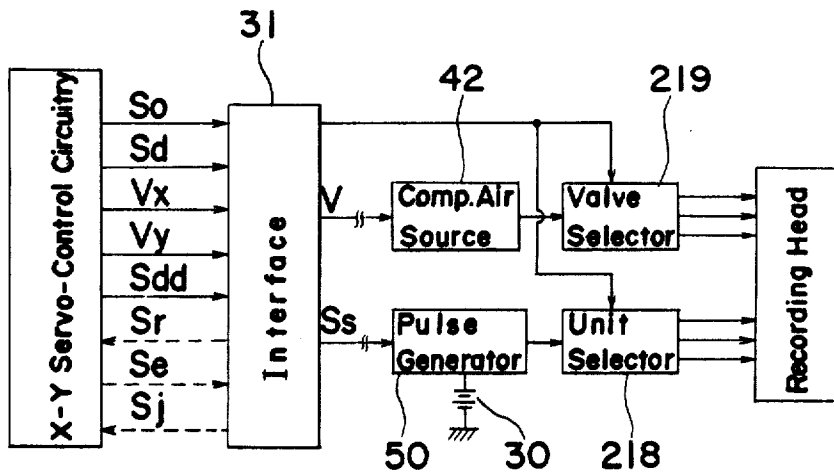 31
42
219
X-Y Servo-Control Circuitry
So
Sd
Vx
Vy
Sdd
Sr
Se
Sj
Interface
V
Ss
Comp.Air
Source
Valve
Selector
Pulse
Generator
Unit
Selector
Recording Head
50
30
218